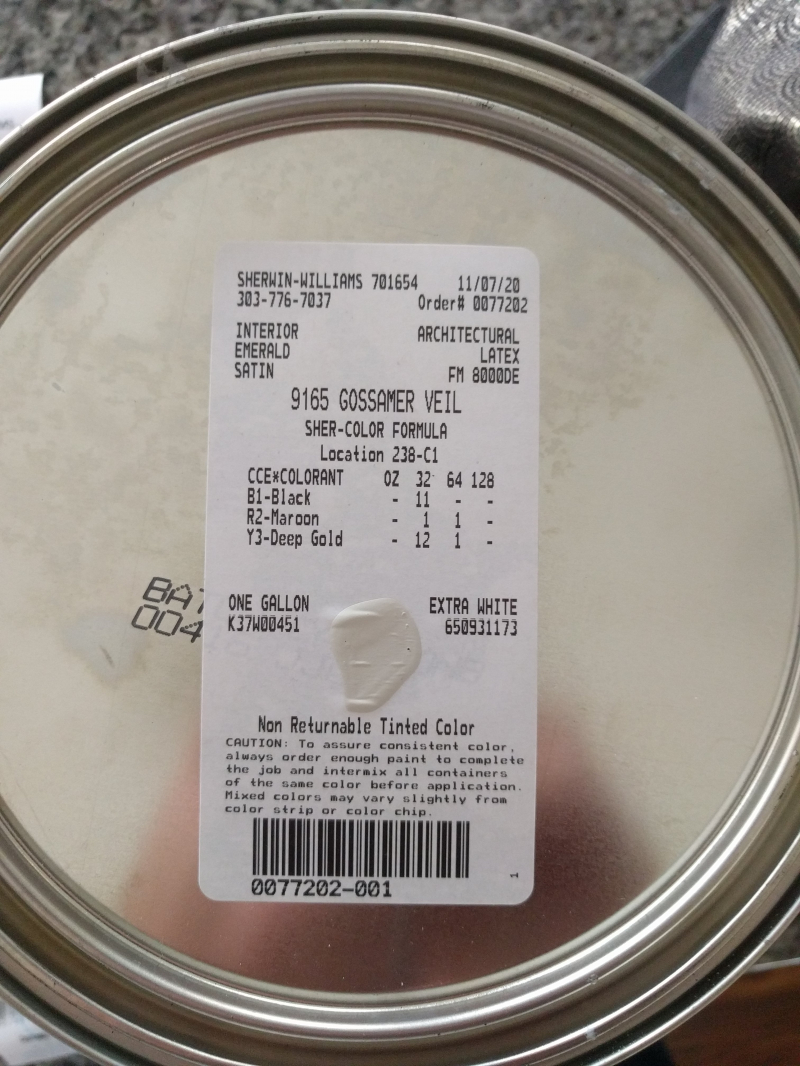 SHERWIN-WILLIAMS 701654 11/07/20
303-776-7037 Order# 0077202
INTERIOR ARCHITECTURAL
EMERALD LATEX
SATIN FM 8000DE
9165 GOSSAMER VEIL
SHER-COLOR FORMULA
Location 238-C1
CCE*COLORANT OZ 32 64 128
B1-Black - 11 - -
R2-Maroon - 1 1 -
Y3-Deep Gold - 12 1 -
BAT
004
ONE GALLON EXTRA WHITE
K37W00451 650931173
Non Returnable Tinted Color
CAUTION: To assure consistent color,
always order enough paint to complete
the job and intermix all containers
of the same color before application.
Mixed colors may vary slightly from
color strip or color chip.
0077202-001
1